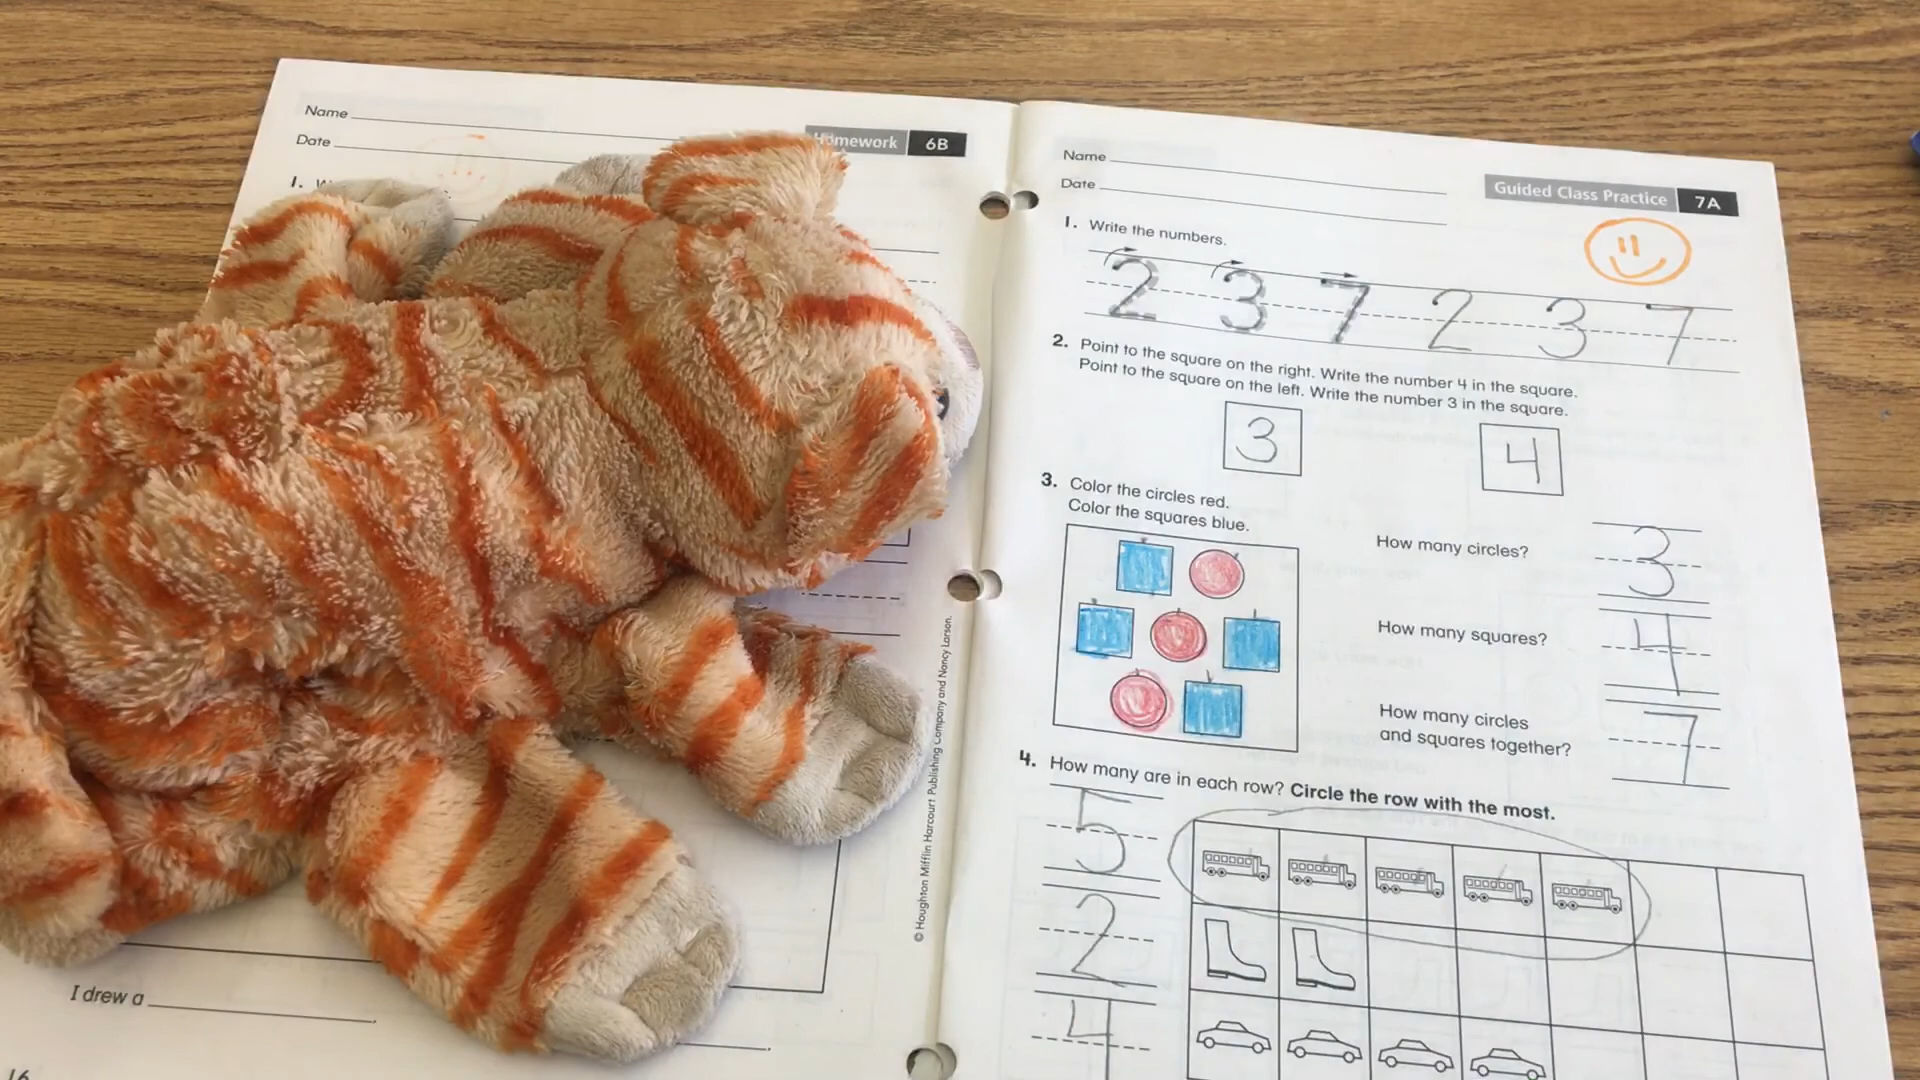 Name
Date
Homework 6B
1.
I drew a
16
© Houghton Mifflin Harcourt Publishing Company and Nancy Larson.
Name
Date
Guided Class Practice 7A
1. Write the numbers.
2 3 7 2 3 7
2. Point to the square on the right. Write the number 4 in the square.
Point to the square on the left. Write the number 3 in the square.
3 4
3. Color the circles red.
Color the squares blue.
How many circles? 3
How many squares? 4
How many circles
and squares together? 7
4. How many are in each row? Circle the row with the most.
5
2
4